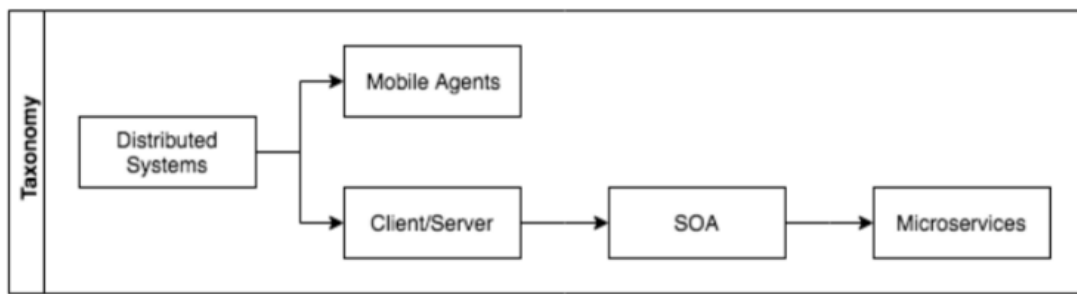 Taxonomy
Distributed
Systems
Mobile Agents
Client/Server
SOA
Microservices